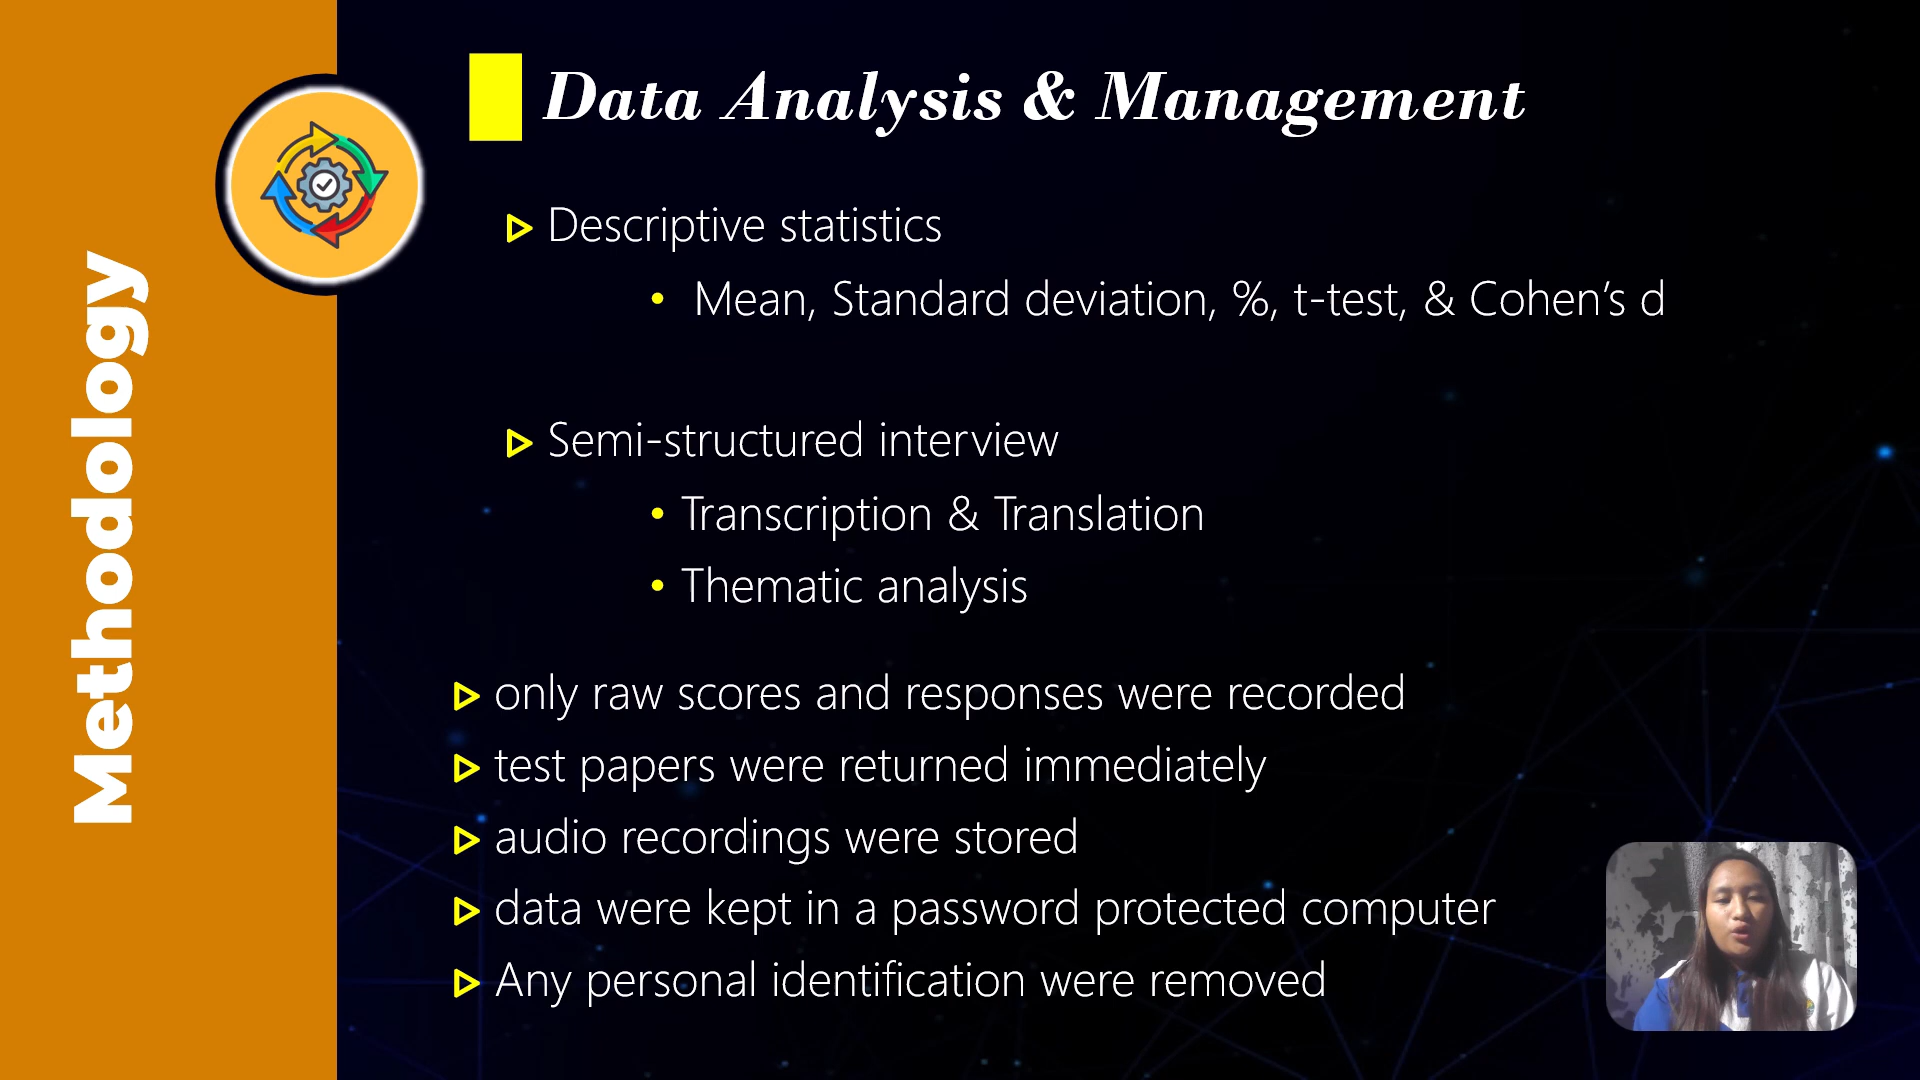 Methodology
Data Analysis & Management
Descriptive statistics
• Mean, Standard deviation, %, t-test, & Cohen’s d
Semi-structured interview
• Transcription & Translation
• Thematic analysis
only raw scores and responses were recorded
test papers were returned immediately
audio recordings were stored
data were kept in a password protected computer
Any personal identification were removed